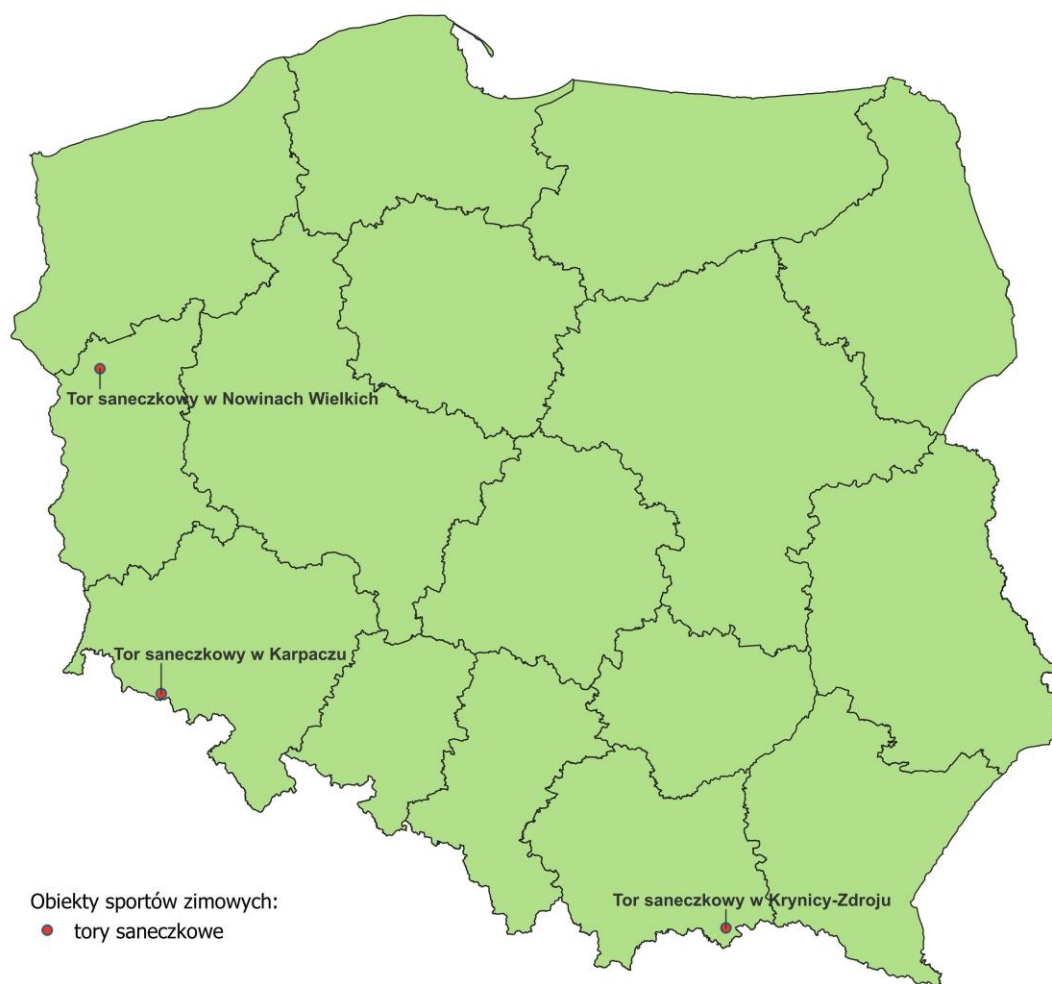 Tor saneczkowy w Nowinach Wielkich
Tor saneczkowy w Karpaczu
Tor saneczkowy w Krynicy-Zdroju
Obiekty sportów zimowych:
tory saneczkowe